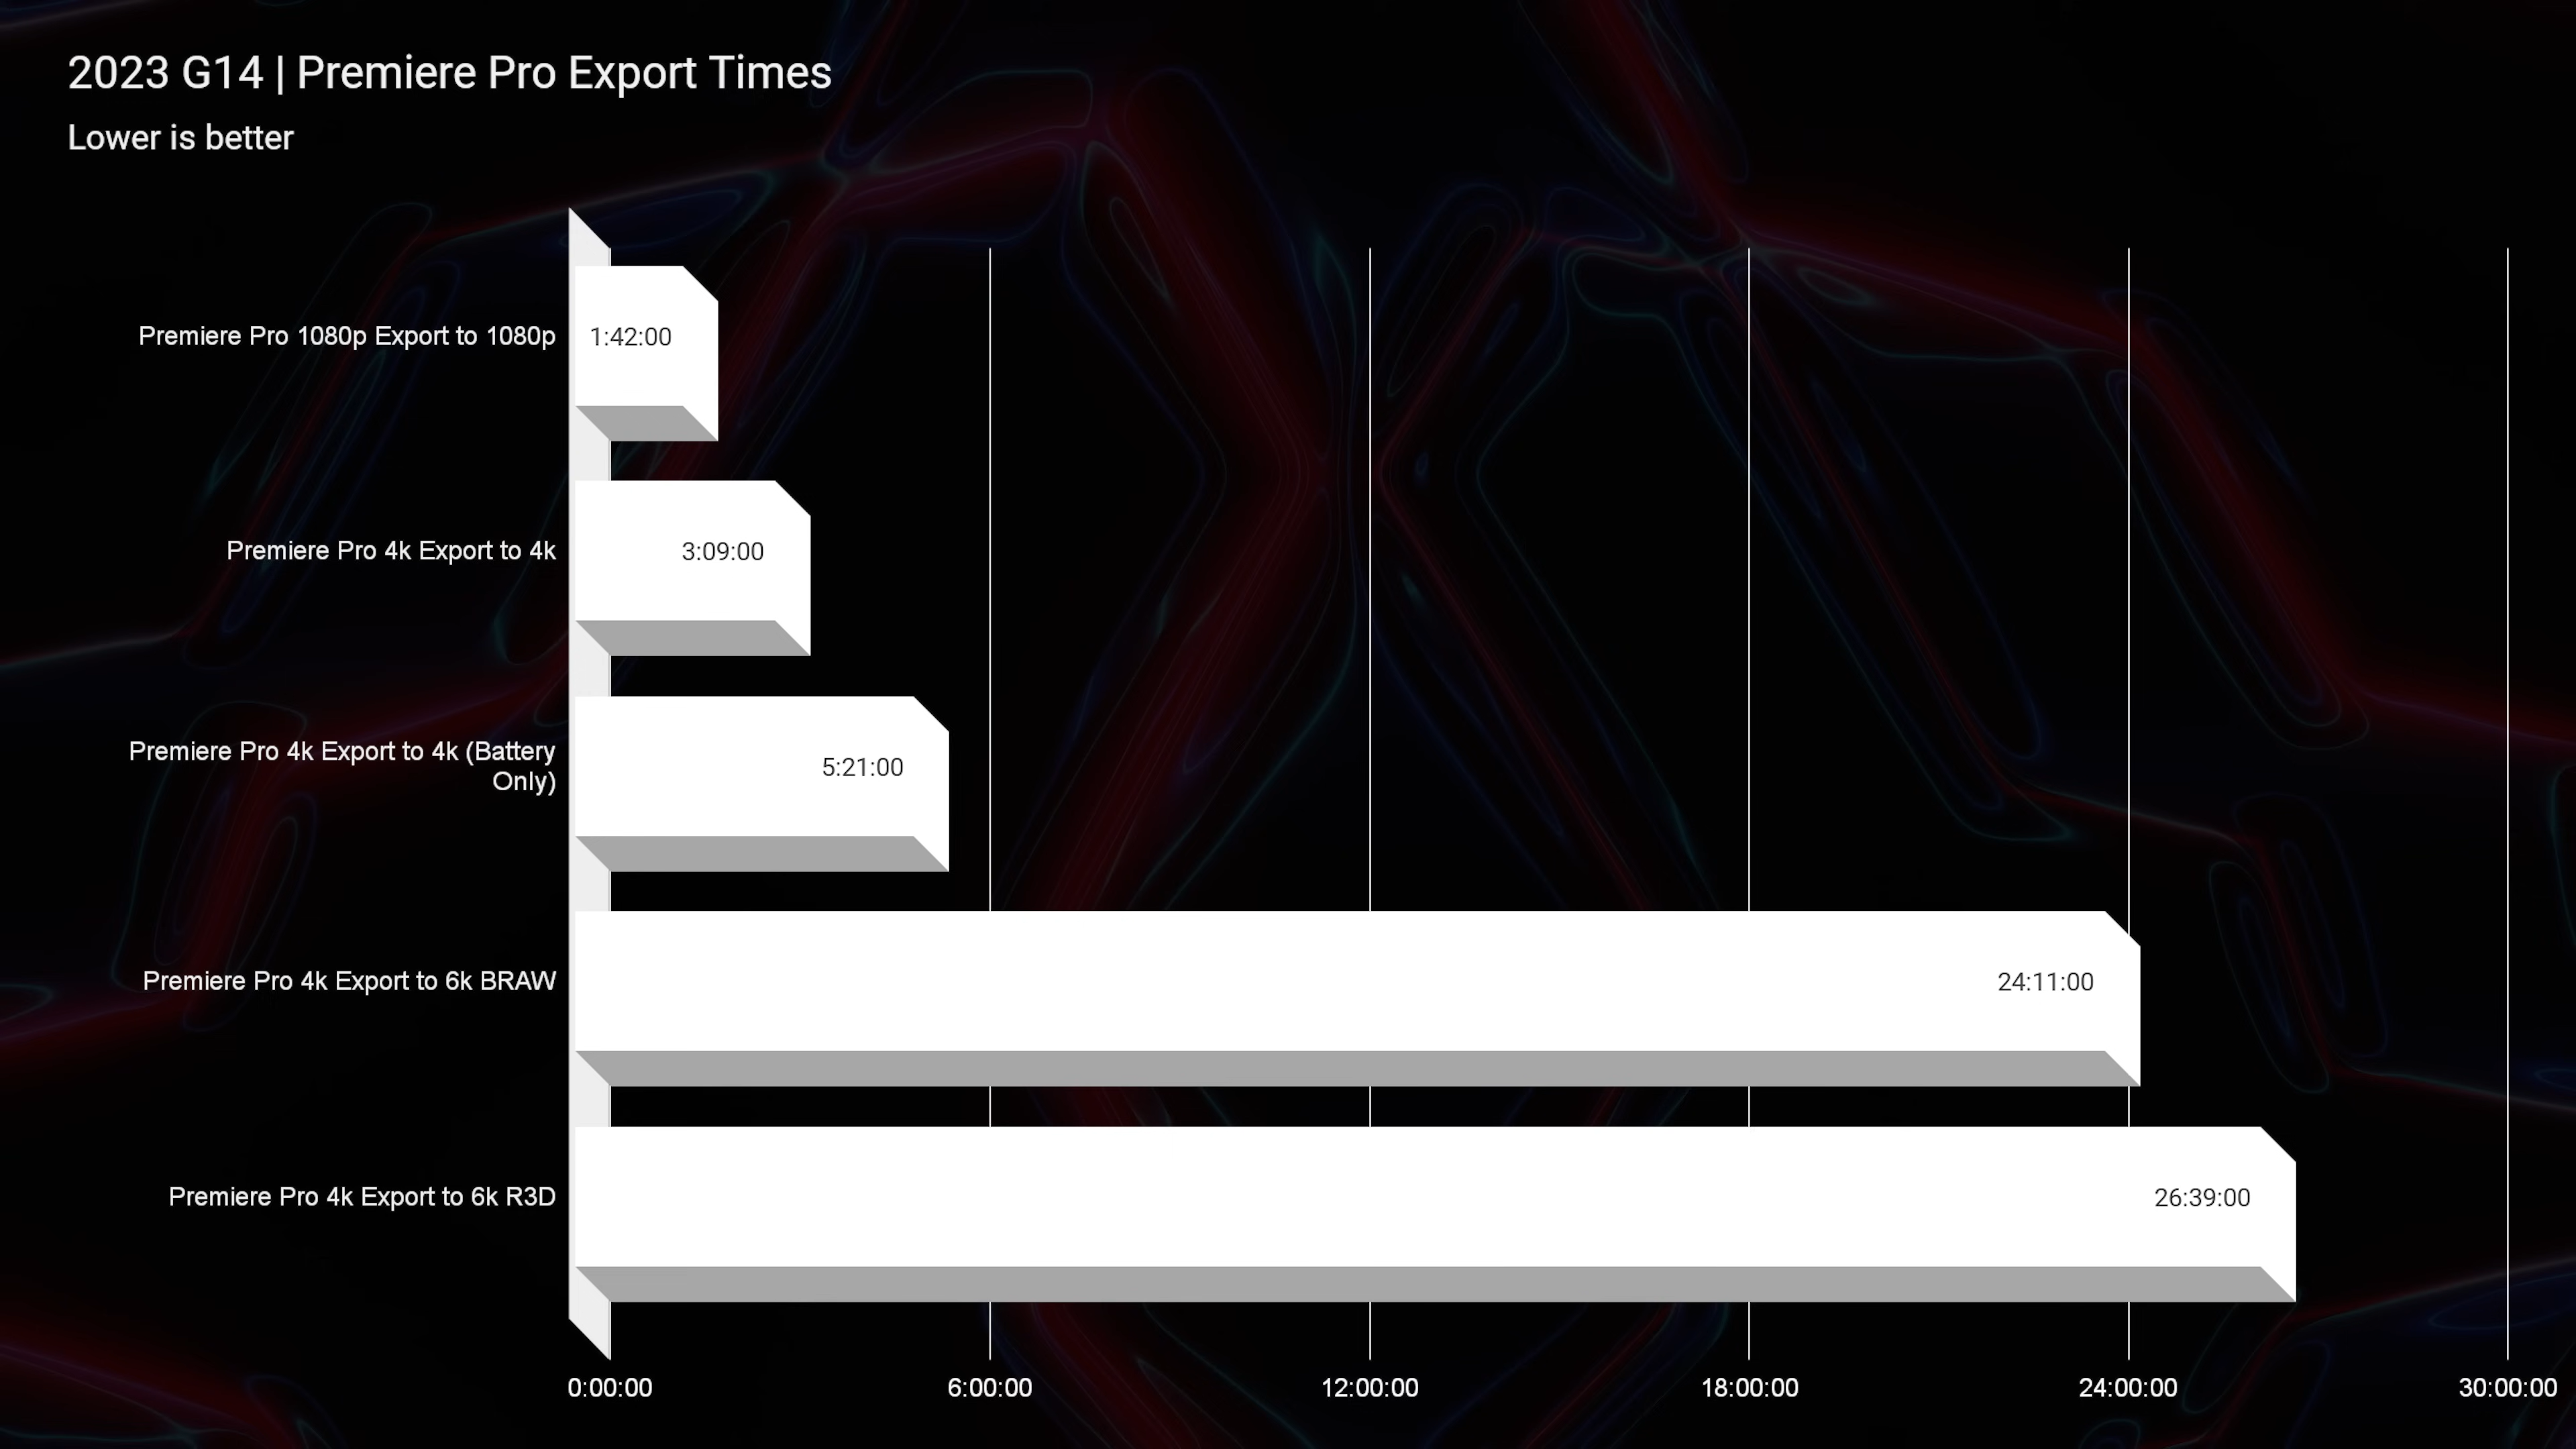 2023 G14 | Premiere Pro Export Times
Lower is better
Premiere Pro 1080p Export to 1080p
1:42:00
Premiere Pro 4k Export to 4k
3:09:00
Premiere Pro 4k Export to 4k (Battery
Only)
5:21:00
Premiere Pro 4k Export to 6k BRAW
24:11:00
Premiere Pro 4k Export to 6k R3D
26:39:00
0:00:00
6:00:00
12:00:00
18:00:00
24:00:00
30:00:00